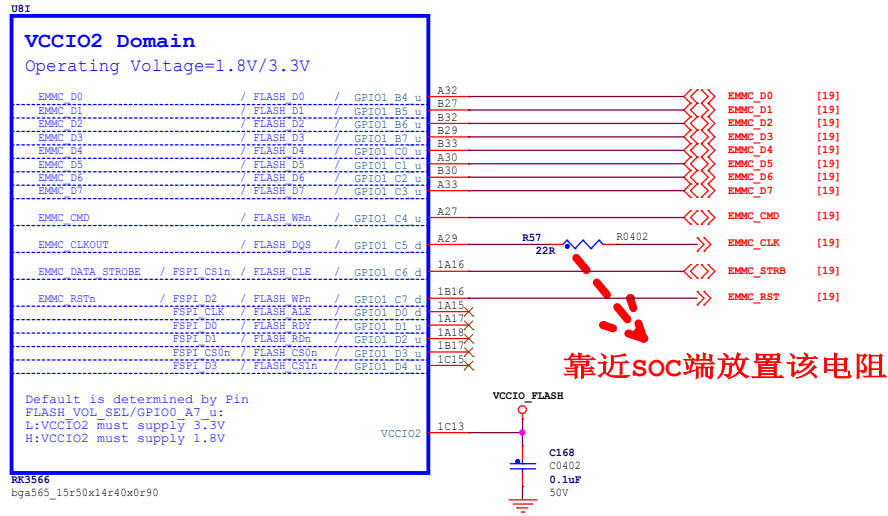 U8I
VCCIO2 Domain
Operating Voltage=1.8V/3.3V
EMMC_D0 / FLASH_D0 / GPIO1_B4_u A32 EMMC_D0 [19]
EMMC_D1 / FLASH_D1 / GPIO1_B5_u B27 EMMC_D1 [19]
EMMC_D2 / FLASH_D2 / GPIO1_B6_u B32 EMMC_D2 [19]
EMMC_D3 / FLASH_D3 / GPIO1_B7_u B29 EMMC_D3 [19]
EMMC_D4 / FLASH_D4 / GPIO1_C0_u B33 EMMC_D4 [19]
EMMC_D5 / FLASH_D5 / GPIO1_C1_u A30 EMMC_D5 [19]
EMMC_D6 / FLASH_D6 / GPIO1_C2_u B30 EMMC_D6 [19]
EMMC_D7 / FLASH_D7 / GPIO1_C3_u A33 EMMC_D7 [19]
EMMC_CMD / FLASH_WRn / GPIO1_C4_u A27 EMMC_CMD [19]
EMMC_CLKOUT / FLASH_DQS / GPIO1_C5_d A29 R57 22R R0402 EMMC_CLK [19]
EMMC_DATA_STROBE / FSPI_CS1n / FLASH_CLE / GPIO1_C6_d 1A16 EMMC_STRB [19]
EMMC_RSTn / FSPI_D2 / FLASH_WPn / GPIO1_C7_d 1B16 EMMC_RST [19]
FSPI_CLK / FLASH_ALE / GPIO1_D0_d 1A15
FSPI_D0 / FLASH_RDY / GPIO1_D1_u 1A17
FSPI_D1 / FLASH_RDn / GPIO1_D2_u 1A18
FSPI_CS0n / FLASH_CS0n / GPIO1_D3_u 1B17
FSPI_D3 / FLASH_CS1n / GPIO1_D4_u 1C15
靠近SOC端放置该电阻
Default is determined by Pin
FLASH_VOL_SEL/GPIO0_A7_u:
L:VCCIO2 must supply 3.3V
H:VCCIO2 must supply 1.8V
VCCIO2 1C13
VCCIO_FLASH
C168
C0402
0.1uF
50V
RK3566
bga565_15r50x14r40x0r90